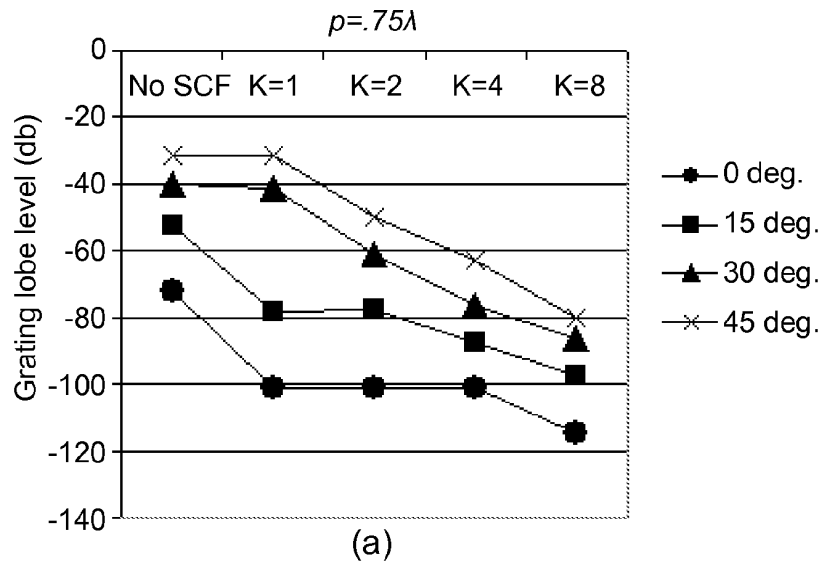 p=.75λ
0
No SCF K=1 K=2 K=4 K=8
-20
-40
-60
-80
-100
-120
-140
Grating lobe level (db)
0 deg.
15 deg.
30 deg.
45 deg.
(a)